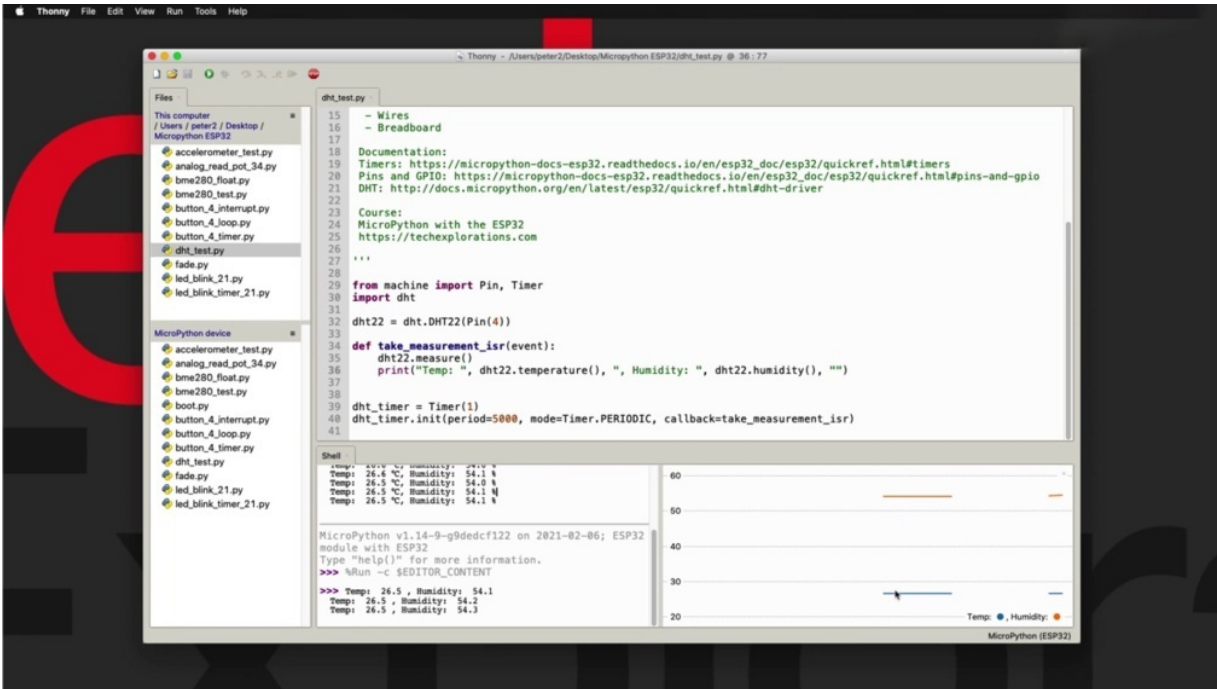 Thonny File Edit View Run Tools Help
Thonny - /Users/peter2/Desktop/Micropython ESP32/dht_test.py @ 36 : 77
Files
This computer
/ Users / peter2 / Desktop /
Micropython ESP32
accelerometer_test.py
analog_read_pot_34.py
bme280_float.py
bme280_test.py
button_4_interrupt.py
button_4_loop.py
button_4_timer.py
dht_test.py
fade.py
led_blink_21.py
led_blink_timer_21.py
MicroPython device
accelerometer_test.py
analog_read_pot_34.py
bme280_float.py
bme280_test.py
boot.py
button_4_interrupt.py
button_4_loop.py
button_4_timer.py
dht_test.py
fade.py
led_blink_21.py
led_blink_timer_21.py
dht_test.py
15 - Wires
16 - Breadboard
17
18 Documentation:
19 Timers: https://micropython-docs-esp32.readthedocs.io/en/esp32_doc/esp32/quickref.html#timers
20 Pins and GPIO: https://micropython-docs-esp32.readthedocs.io/en/esp32_doc/esp32/quickref.html#pins-and-gpio
21 DHT: http://docs.micropython.org/en/latest/esp32/quickref.html#dht-driver
22
23 Course:
24 MicroPython with the ESP32
25 https://techexplorations.com
26
27 '''
28
29 from machine import Pin, Timer
30 import dht
31
32 dht22 = dht.DHT22(Pin(4))
33
34 def take_measurement_isr(event):
35 dht22.measure()
36 print("Temp: ", dht22.temperature(), ", Humidity: ", dht22.humidity(), "")
37
38
39 dht_timer = Timer(1)
40 dht_timer.init(period=5000, mode=Timer.PERIODIC, callback=take_measurement_isr)
41
Shell
Temp: 26.6 ℃, Humidity: 54.1 %
Temp: 26.5 ℃, Humidity: 54.0 %
Temp: 26.5 ℃, Humidity: 54.1 %
Temp: 26.5 ℃, Humidity: 54.1 %
MicroPython v1.14-9-g9dedcf122 on 2021-02-06; ESP32
module with ESP32
Type "help()" for more information.
>>> %Run -c $EDITOR_CONTENT
>>> Temp: 26.5 , Humidity: 54.1
Temp: 26.5 , Humidity: 54.2
Temp: 26.5 , Humidity: 54.3
60
50
40
30
20
Temp: , Humidity:
MicroPython (ESP32)